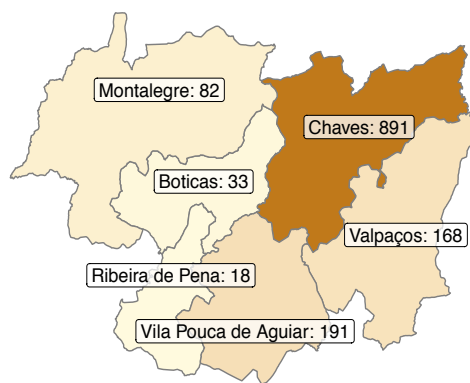 Montalegre: 82
Chaves: 891
Boticas: 33
Valpaços: 168
Ribeira de Pena: 18
Vila Pouca de Aguiar: 191